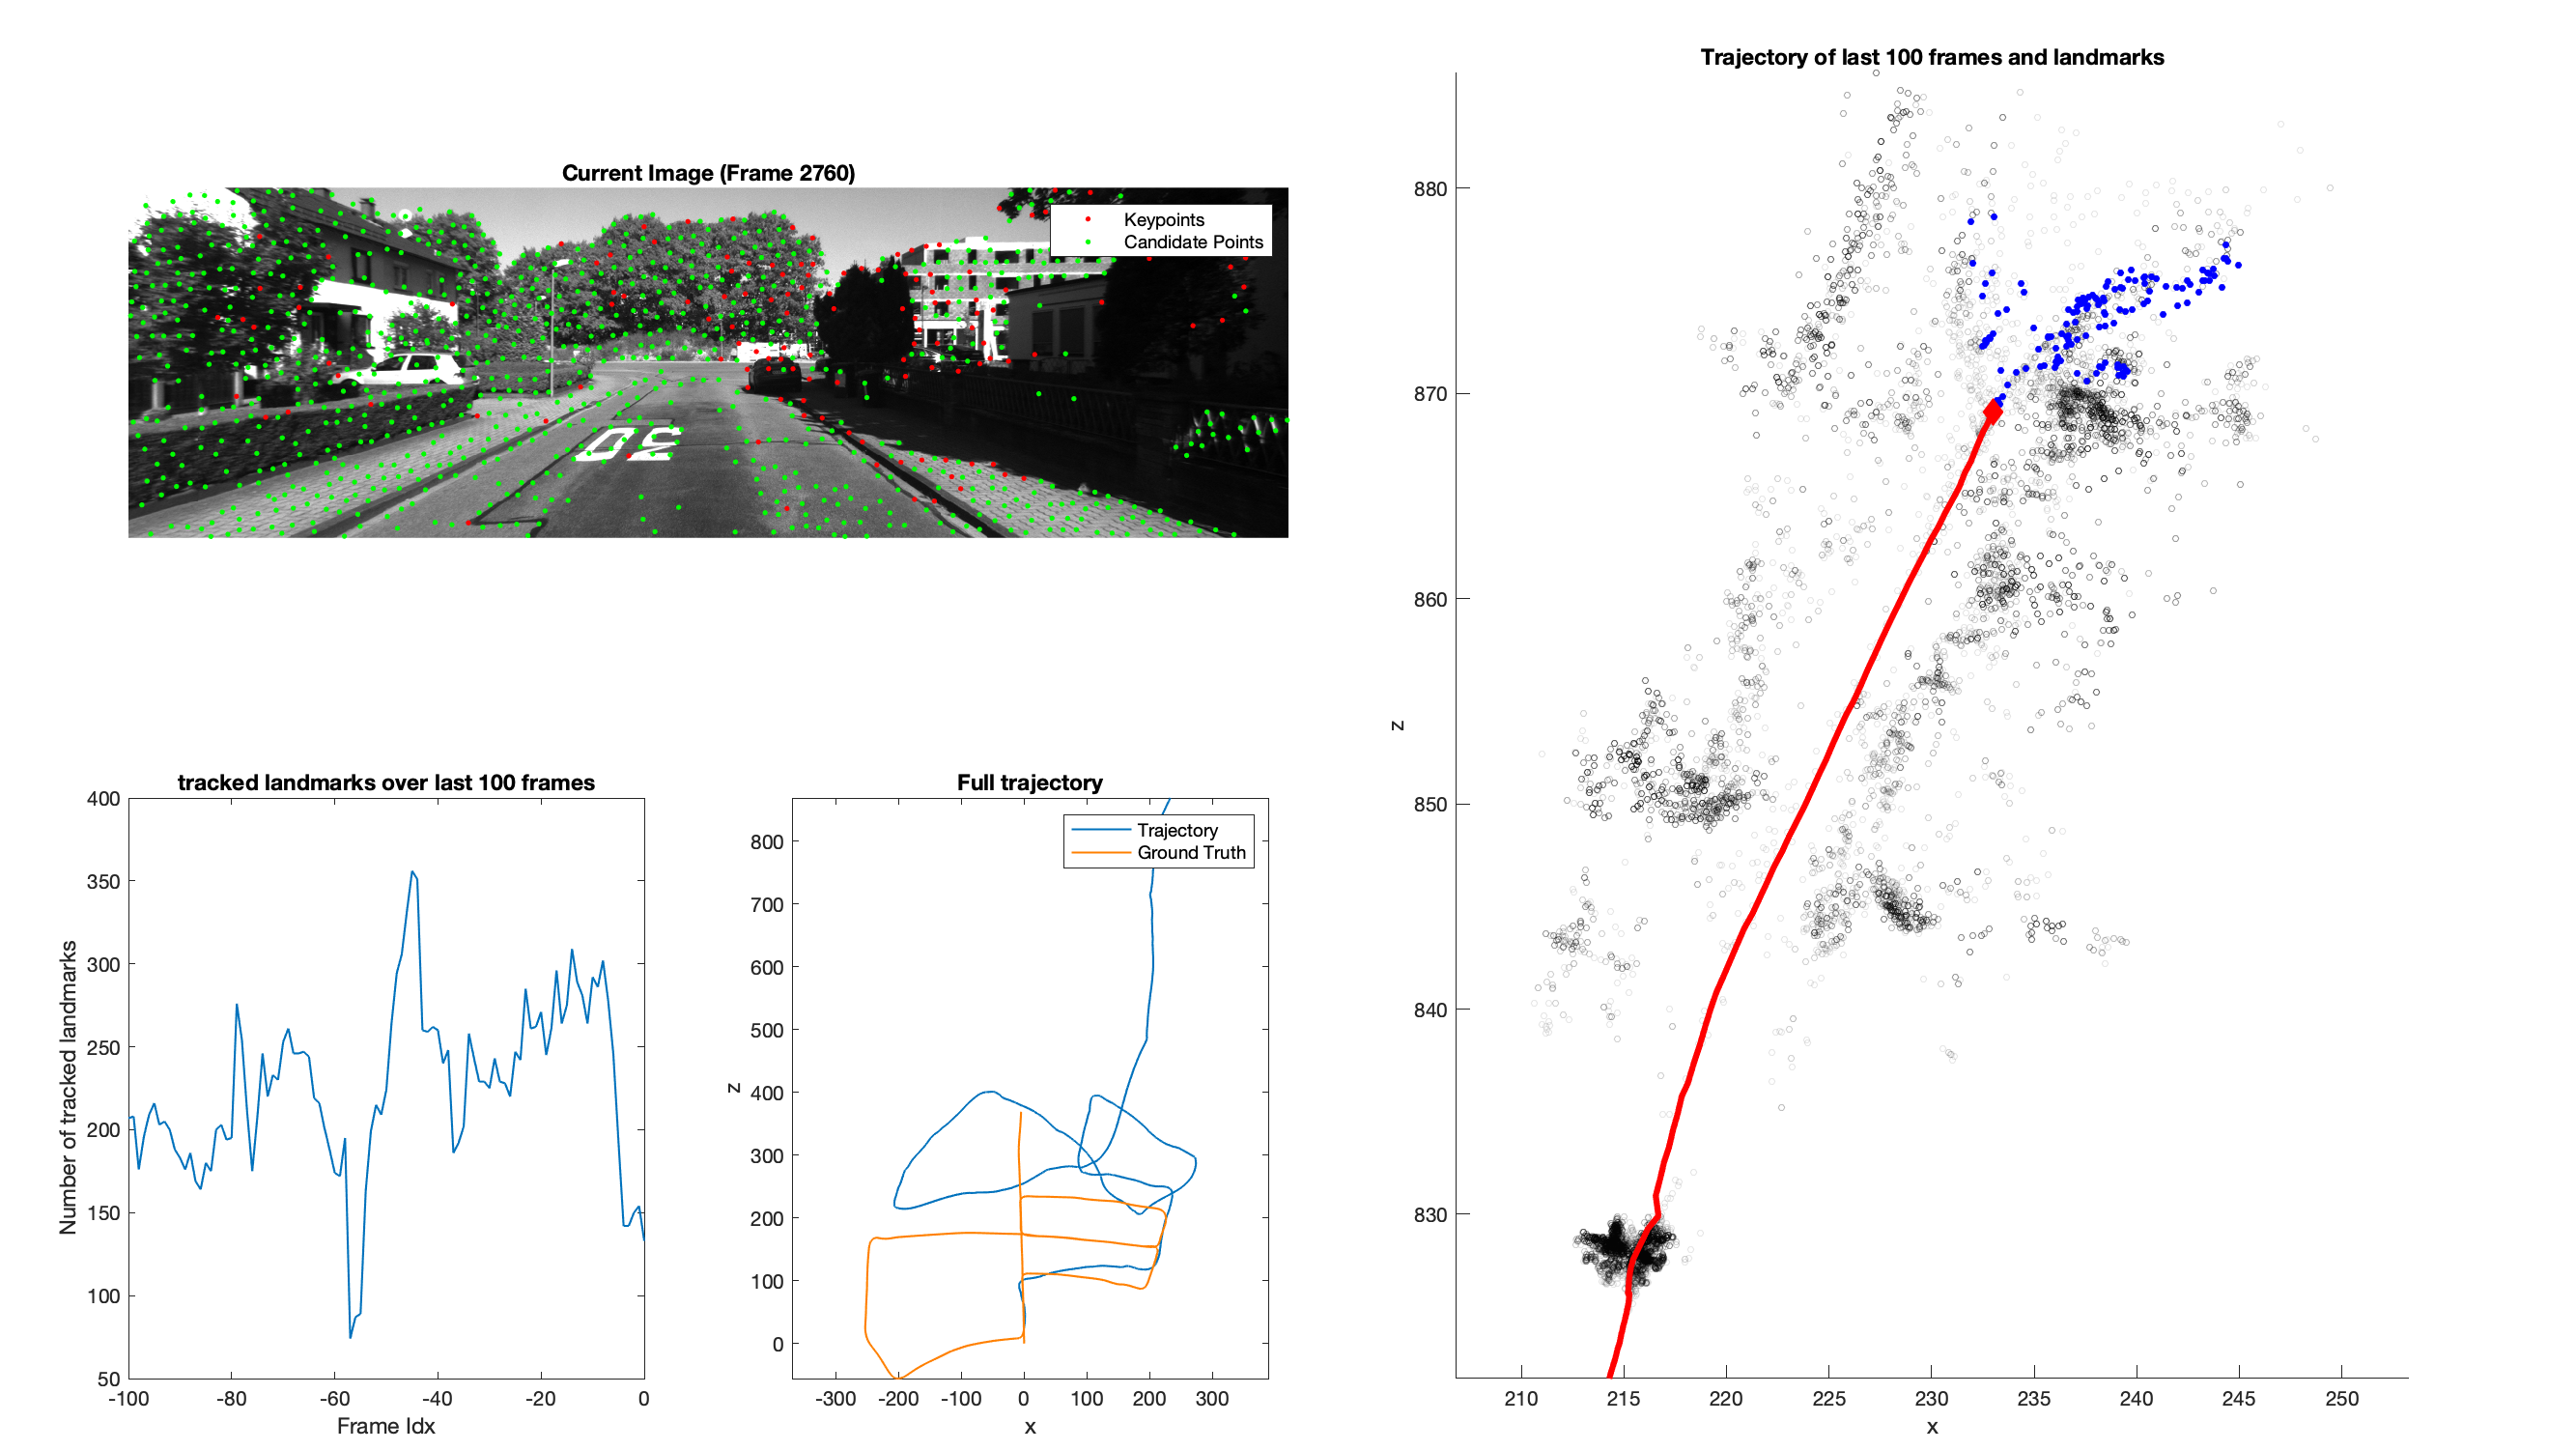 Current Image (Frame 2760)
Keypoints
Candidate Points
30
tracked landmarks over last 100 frames
400
350
300
250
200
150
100
50
-100 -80 -60 -40 -20 0
Number of tracked landmarks
Frame Idx
Full trajectory
Trajectory
Ground Truth
800
700
600
500
400
300
200
100
0
-300 -200 -100 0 100 200 300
z
x
Trajectory of last 100 frames and landmarks
880
870
860
850
840
830
210 215 220 225 230 235 240 245 250
z
x